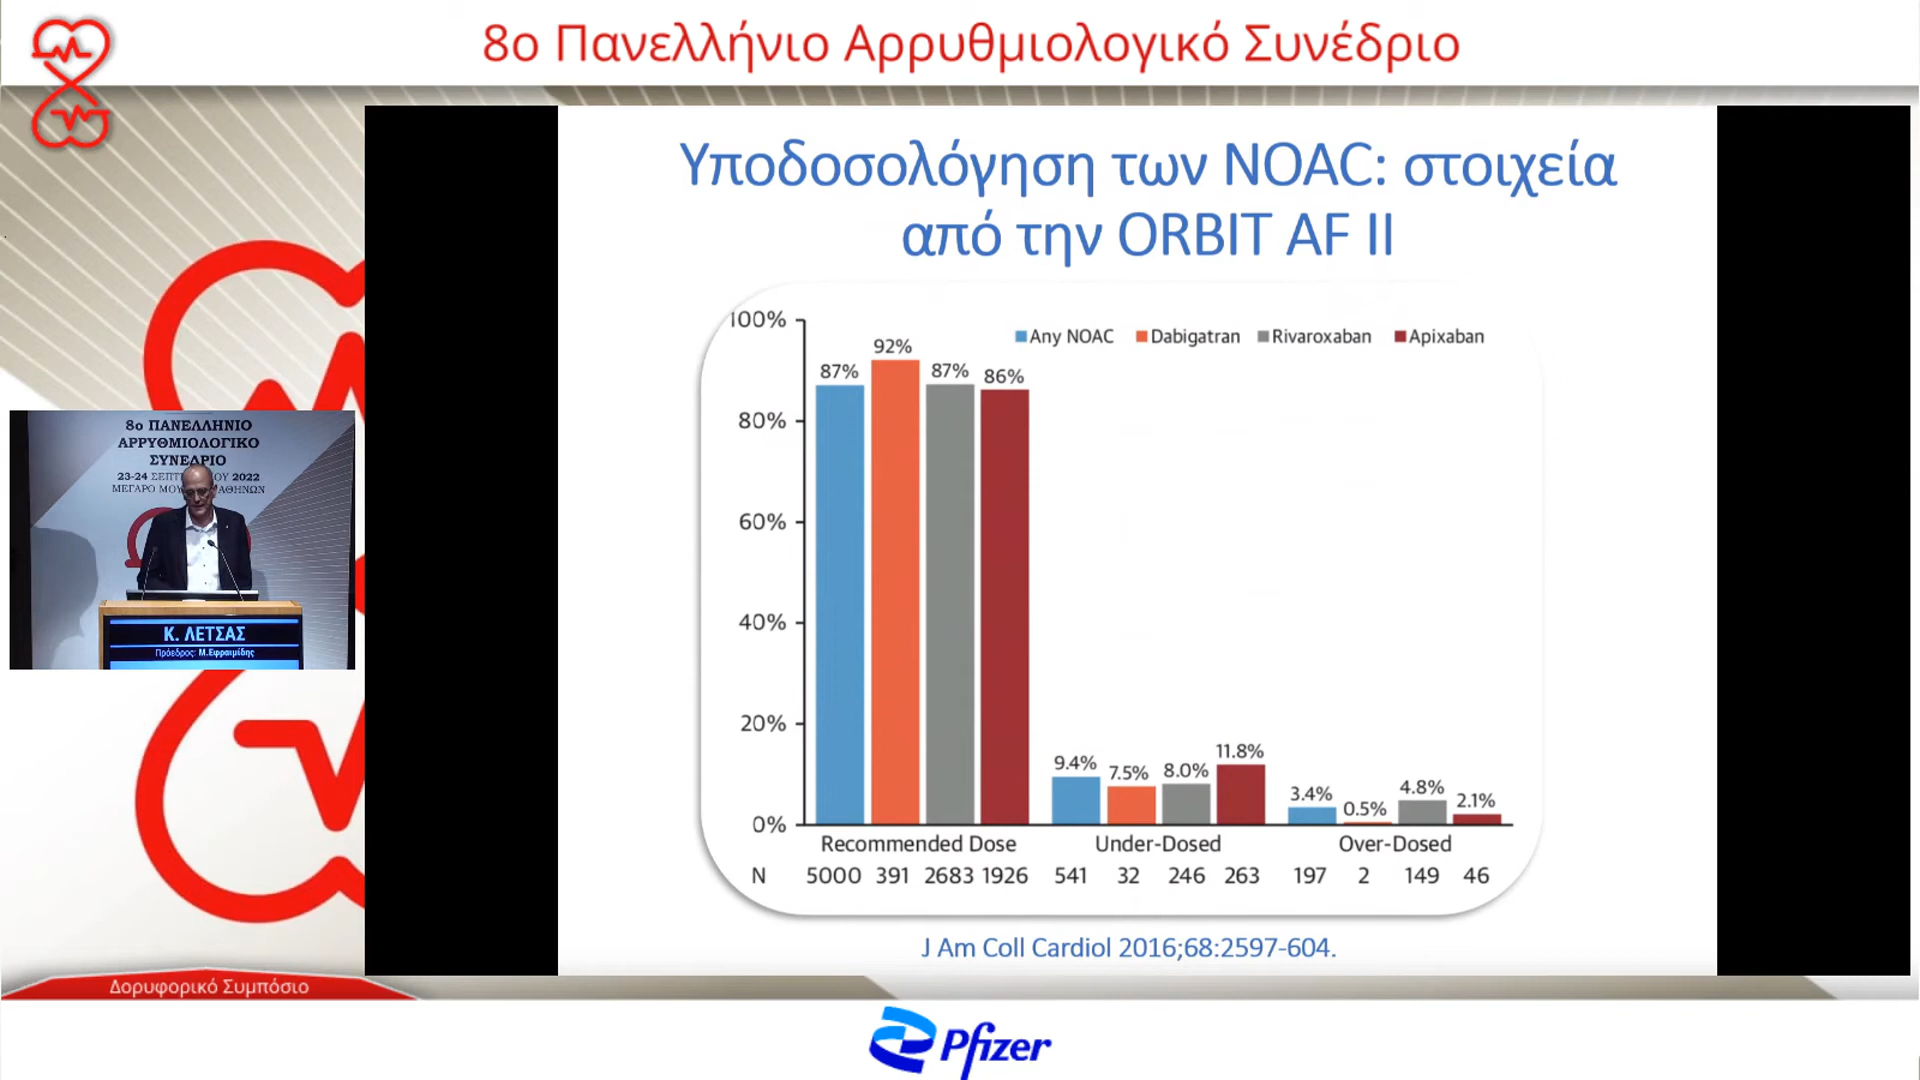 8ο Πανελλήνιο Αρρυθμιολογικό Συνέδριο
Υποδοσολόγηση των NOAC: στοιχεία
από την ORBIT AF II
100%
80%
60%
40%
20%
0%
Any NOAC Dabigatran Rivaroxaban Apixaban
87% 92% 87% 86%
9.4% 7.5% 8.0% 11.8%
3.4% 0.5% 4.8% 2.1%
Recommended Dose Under-Dosed Over-Dosed
N 5000 391 2683 1926 541 32 246 263 197 2 149 46
J Am Coll Cardiol 2016;68:2597-604.
8ο ΠΑΝΕΛΛΗΝΙΟ
ΑΡΡΥΘΜΙΟΛΟΓΙΚΟ
ΣΥΝΕΔΡΙΟ
23-24 2022
ΜΕΓΑΡΟ
Κ. ΛΕΤΣΑΣ
Πρόεδρος: Μ.Εφραιμίδης
Δορυφορικό Συμπόσιο
Pfizer